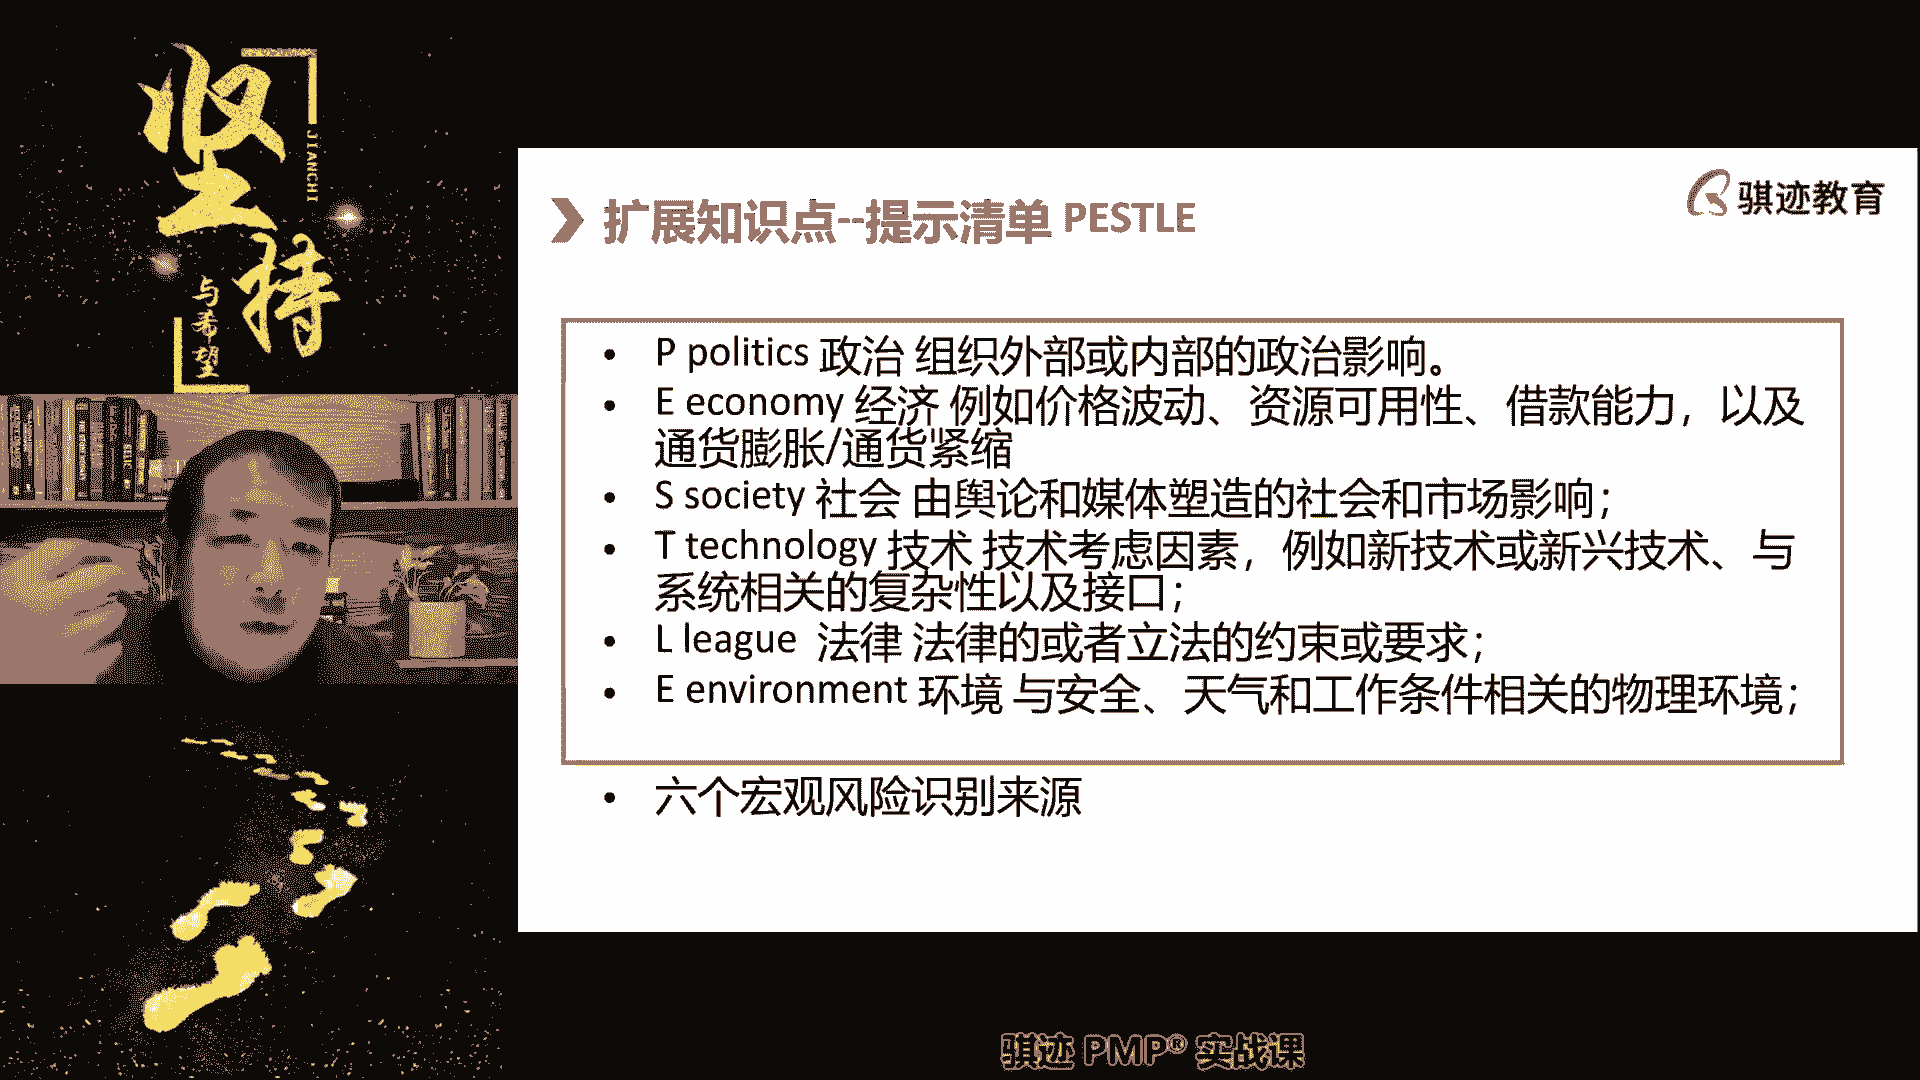 坚持
JIANCHI
与希望
骐迹教育
扩展知识点--提示清单 PESTLE
• P politics 政治 组织外部或内部的政治影响。
• E economy 经济 例如价格波动、资源可用性、借款能力，以及
通货膨胀/通货紧缩
• S society 社会 由舆论和媒体塑造的社会和市场影响；
• T technology 技术 技术考虑因素，例如新技术或新兴技术、与
系统相关的复杂性以及接口；
• L league 法律 法律的或者立法的约束或要求；
• E environment 环境 与安全、天气和工作条件相关的物理环境；
• 六个宏观风险识别来源
骐迹 PMP® 实战课